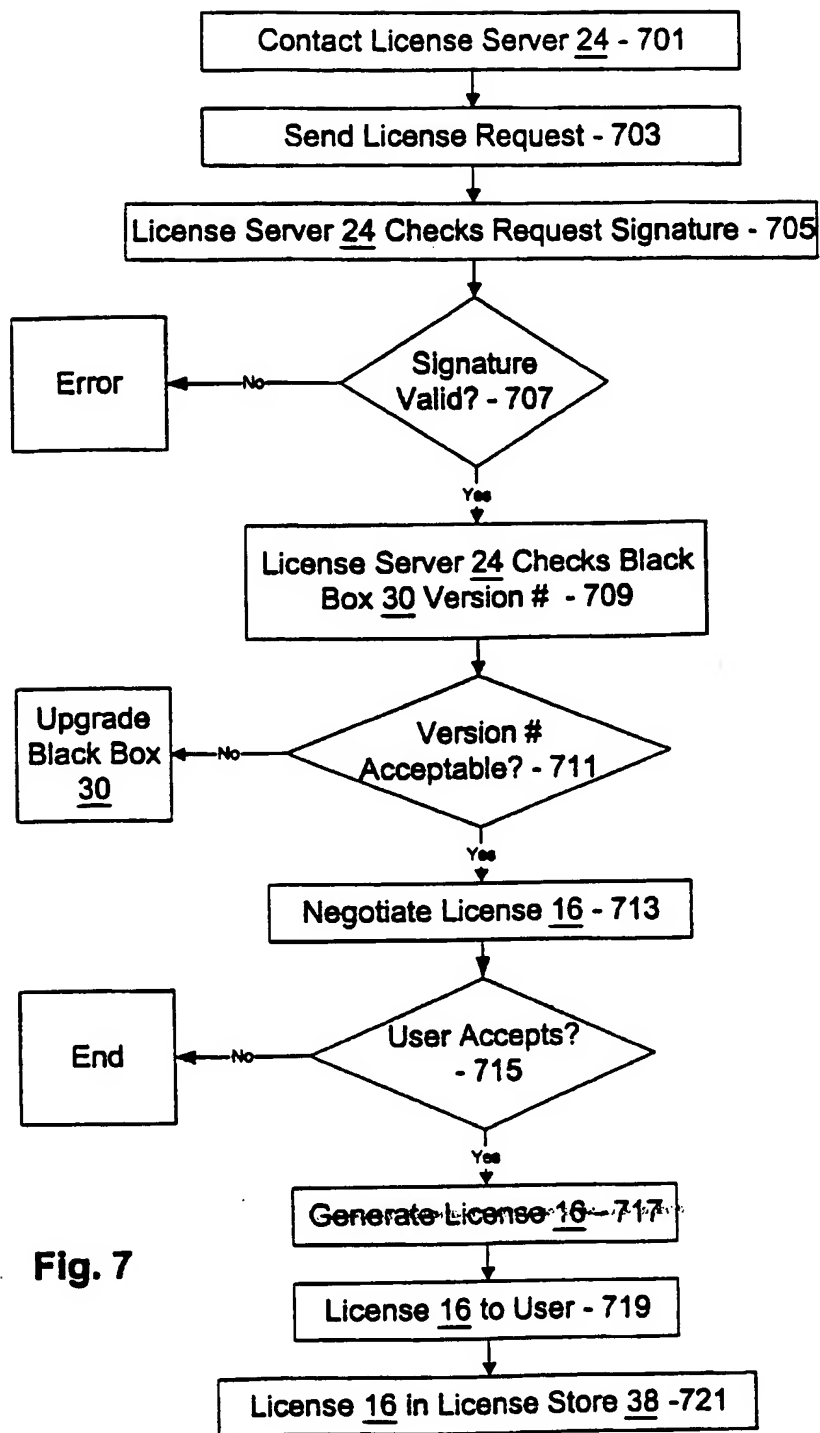 Contact License Server 24 - 701
Send License Request - 703
License Server 24 Checks Request Signature - 705
Signature
Valid? - 707
No
Error
Yes
License Server 24 Checks Black
Box 30 Version # - 709
Version #
Acceptable? - 711
No
Upgrade
Black Box
30
Yes
Negotiate License 16 - 713
User Accepts?
- 715
No
End
Yes
Generate License 16 - 717
License 16 to User - 719
License 16 in License Store 38 -721
Fig. 7